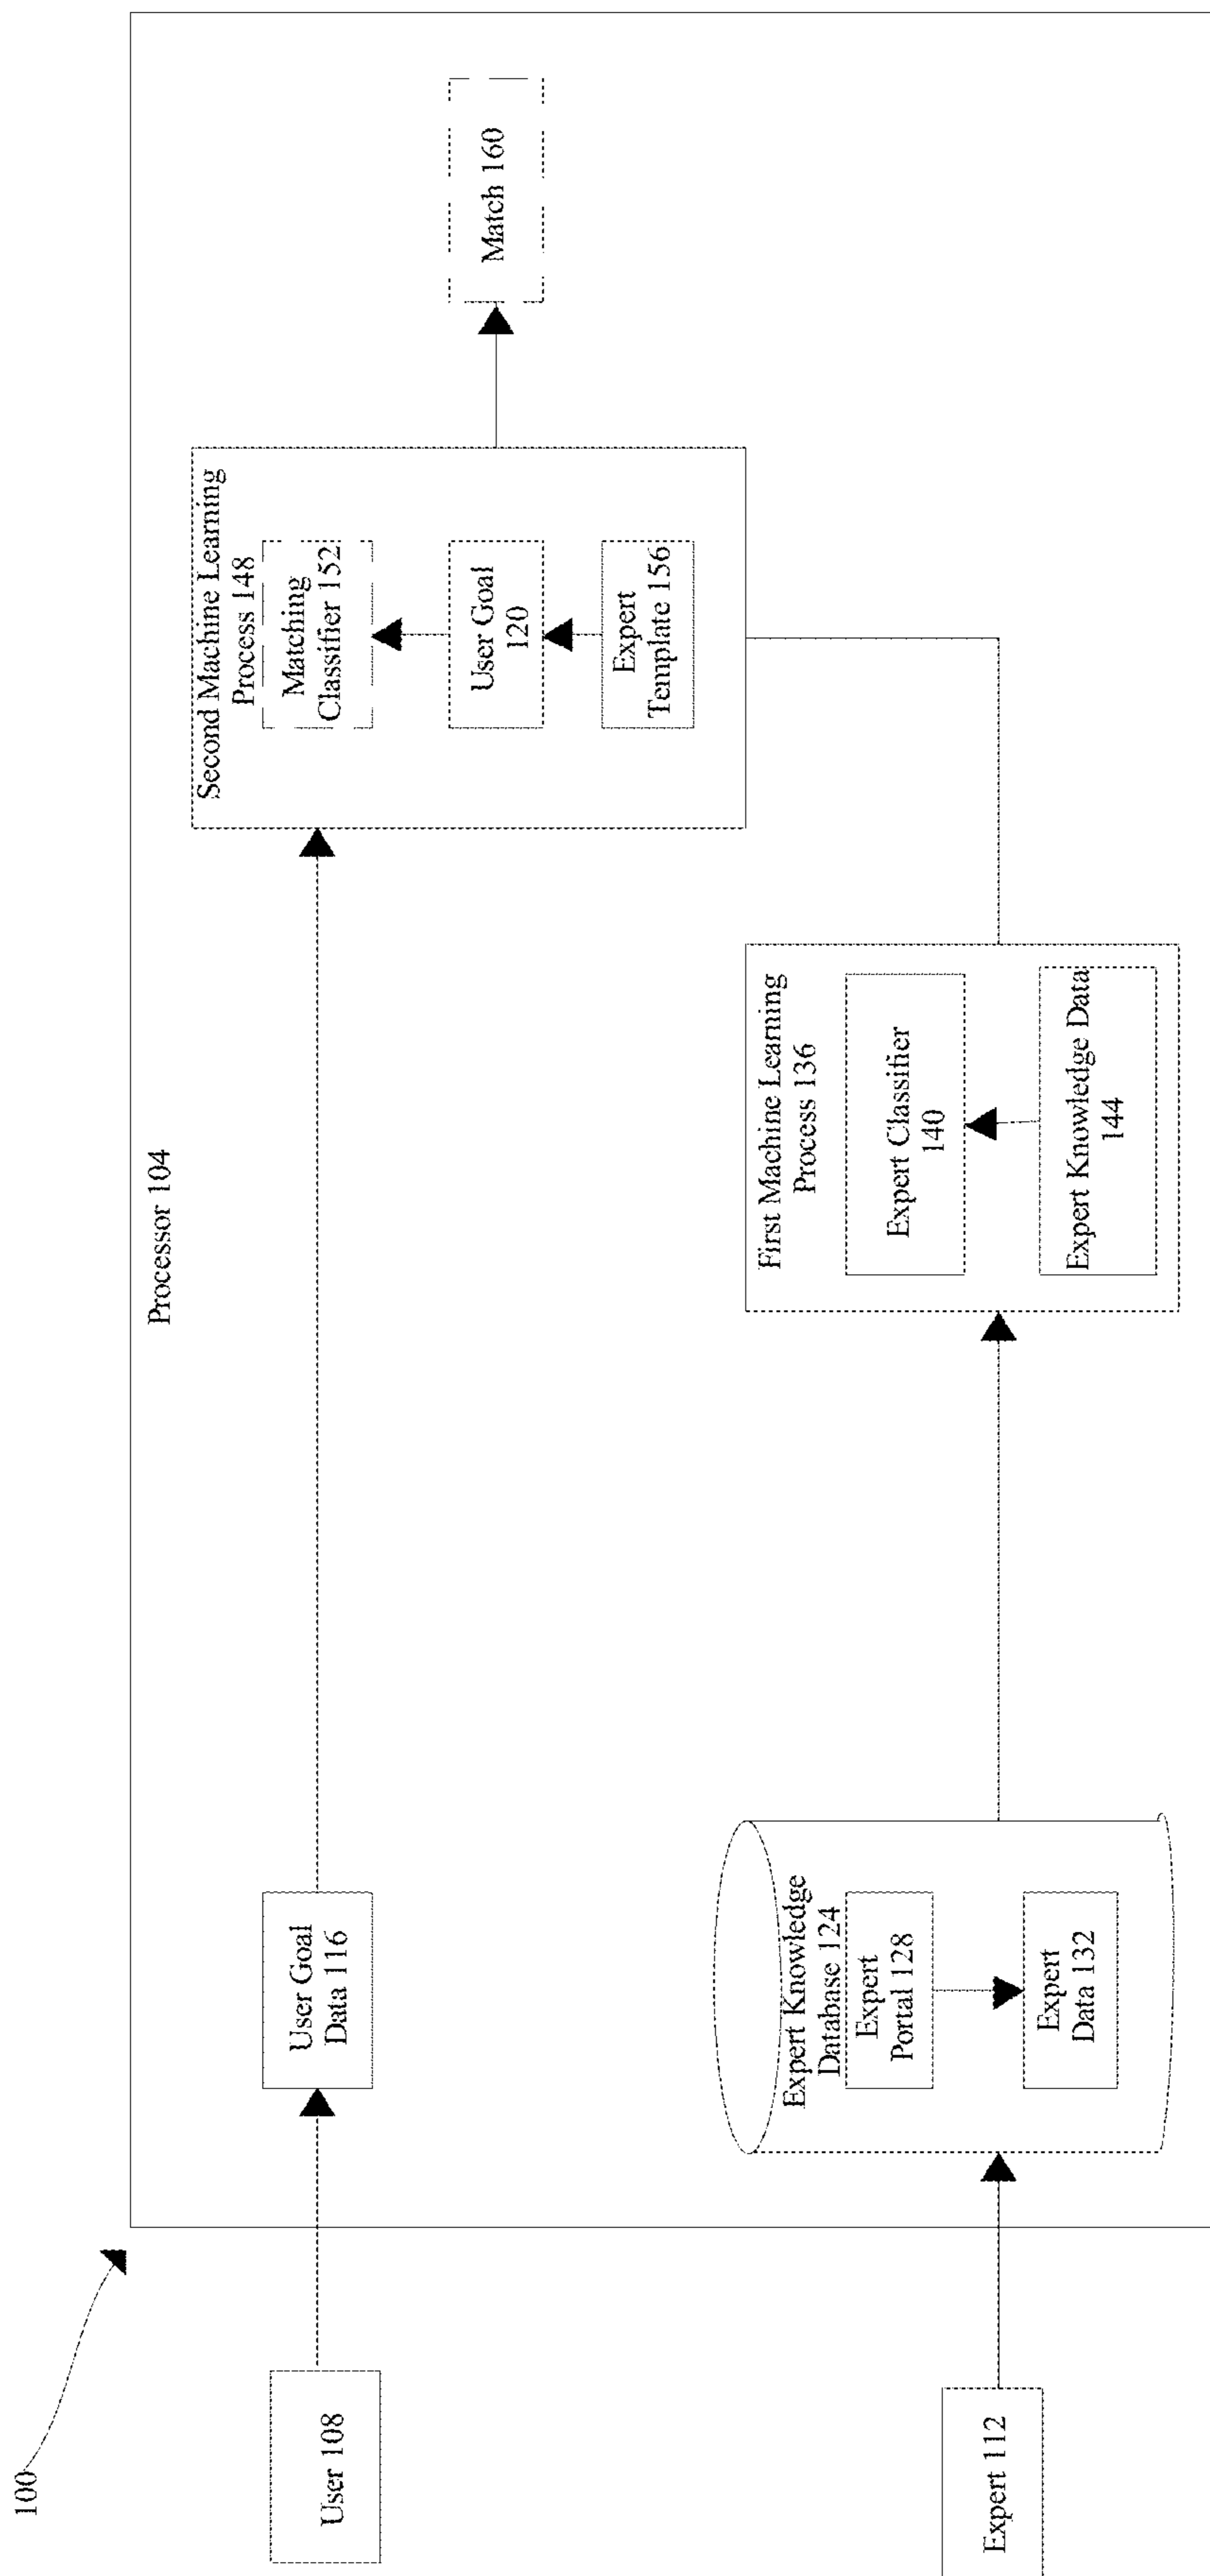 100
Processor 104
User 108
User Goal
Data 116
Second Machine Learning
Process 148
Matching
Classifier 152
User Goal
120
Expert
Template 156
Match 160
Expert 112
Expert Knowledge
Database 124
Expert
Portal 128
Expert
Data 132
First Machine Learning
Process 136
Expert Classifier
140
Expert Knowledge Data
144